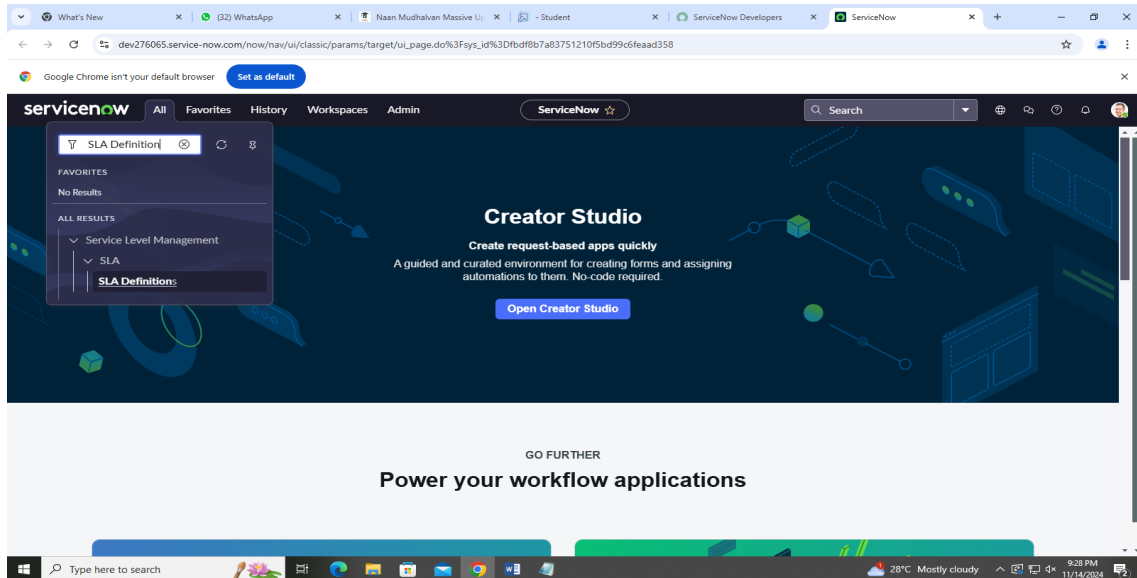 What's New
(32) WhatsApp
Naan Mudhalvan Massive Up
- Student
ServiceNow Developers
ServiceNow
dev276065.service-now.com/now/nav/ui/classic/params/target/ui_page.do%3Fsys_id%3Dfbdf8b7a83751210f5bd99c6feaad358
Google Chrome isn't your default browser
Set as default
servicenow
All
Favorites
History
Workspaces
Admin
ServiceNow
Search
SLA Definition
FAVORITES
No Results
ALL RESULTS
Service Level Management
SLA
SLA Definitions
Creator Studio
Create request-based apps quickly
A guided and curated environment for creating forms and assigning
automations to them. No-code required.
Open Creator Studio
GO FURTHER
Power your workflow applications
Type here to search
28°C Mostly cloudy
9:28 PM
11/14/2024
2